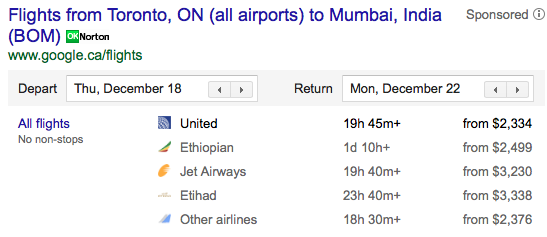 Flights from Toronto, ON (all airports) to Mumbai, India Sponsored
(BOM) OK Norton
www.google.ca/flights
Depart Thu, December 18 Return Mon, December 22
All flights United 19h 45m+ from $2,334
No non-stops Ethiopian 1d 10h+ from $2,499
Jet Airways 19h 40m+ from $3,230
Etihad 23h 40m+ from $3,338
Other airlines 18h 30m+ from $2,376